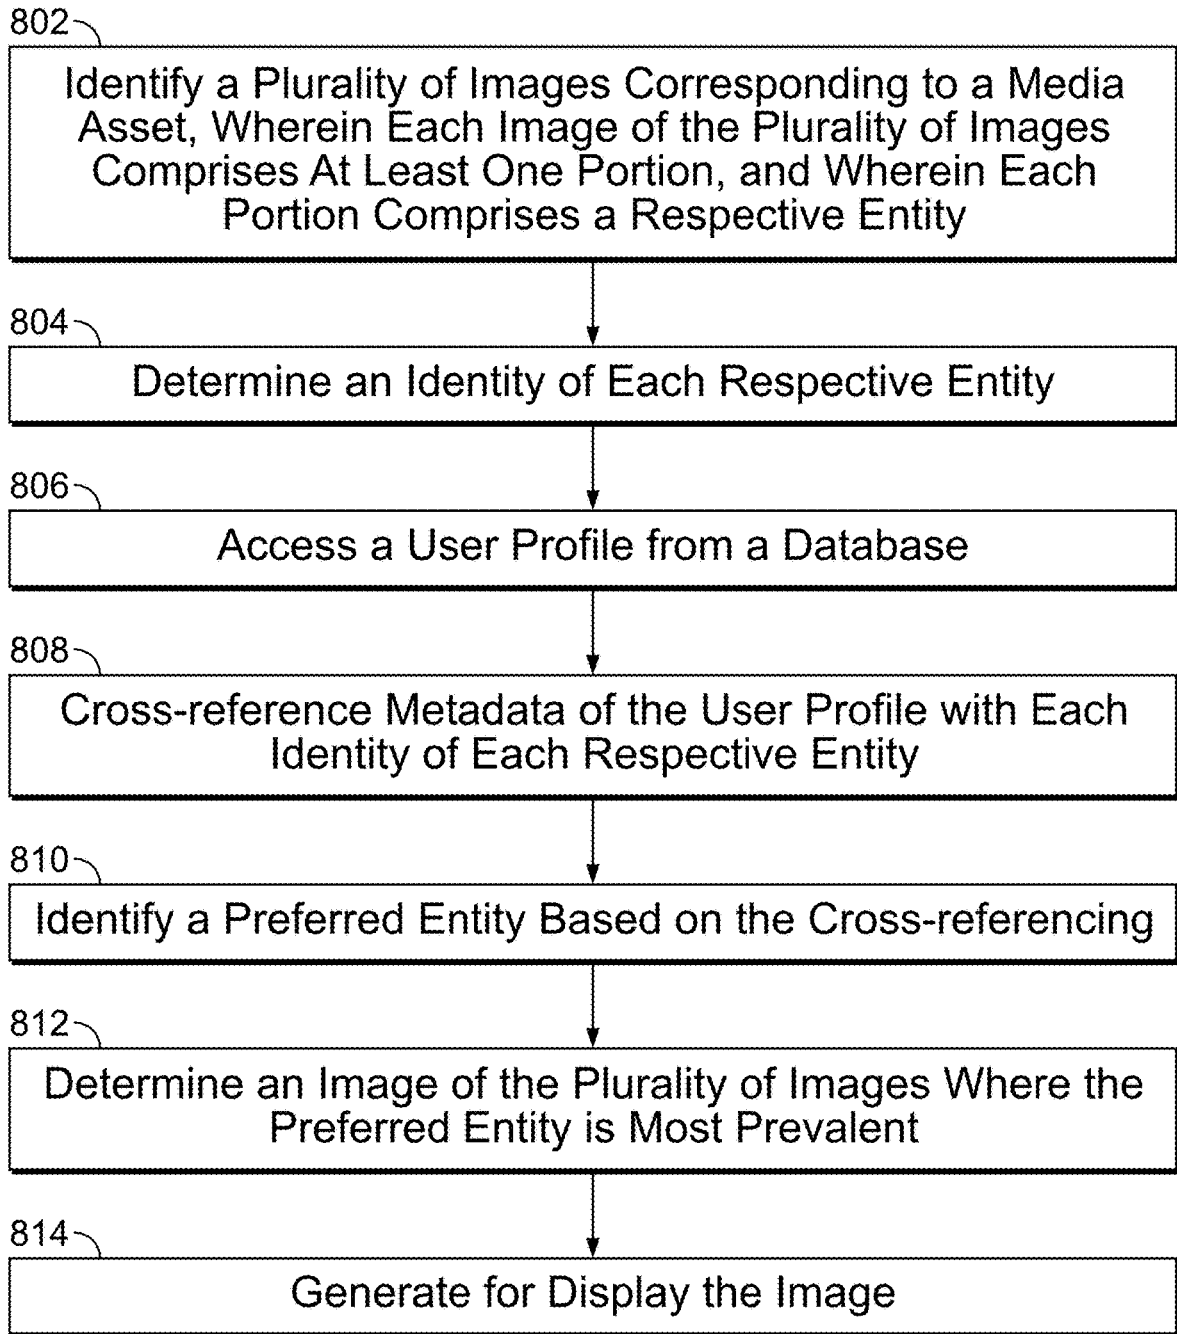 802
Identify a Plurality of Images Corresponding to a Media
Asset, Wherein Each Image of the Plurality of Images
Comprises At Least One Portion, and Wherein Each
Portion Comprises a Respective Entity
804
Determine an Identity of Each Respective Entity
806
Access a User Profile from a Database
808
Cross-reference Metadata of the User Profile with Each
Identity of Each Respective Entity
810
Identify a Preferred Entity Based on the Cross-referencing
812
Determine an Image of the Plurality of Images Where the
Preferred Entity is Most Prevalent
814
Generate for Display the Image